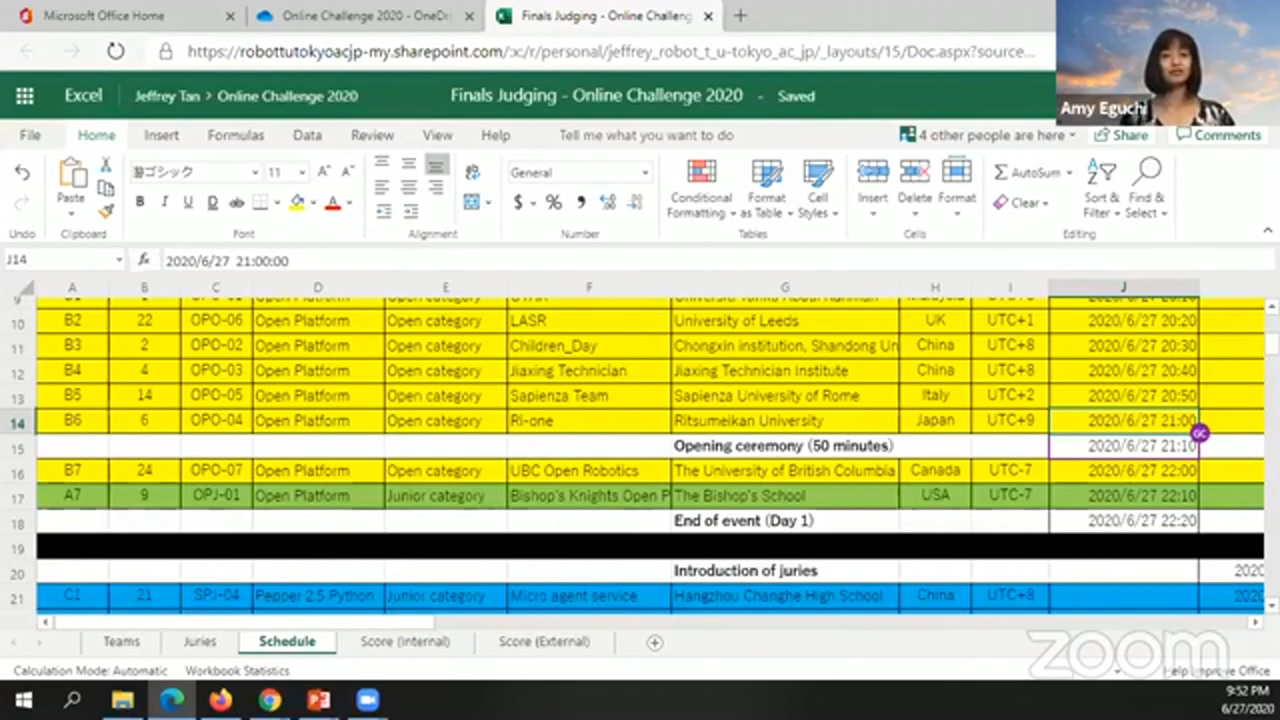 Microsoft Office Home
Online Challenge 2020 - OneDri
Finals Judging - Online Challeng
https://robottutokyoacjp-my.sharepoint.com/:x:/r/personal/jeffrey_robot_t_u-tokyo_ac_jp/_layouts/15/Doc.aspx?source...
Excel
Jeffrey Tan > Online Challenge 2020
Finals Judging - Online Challenge 2020 - Saved
Amy Eguchi
File Home Insert Formulas Data Review View Help Tell me what you want to do
4 other people are here Share Comments
ゴシック 11
General
AutoSum
Paste
Conditional Formatting
Format as Table
Cell Styles
Insert Delete Format
Clear
Sort & Filter
Find & Select
Undo Clipboard Font Alignment Number Tables Cells Editing
J14 fx 2020/6/27 21:00:00
A B C D E F G H I J
9
10 B2 22 OPO-06 Open Platform Open category LASR University of Leeds UK UTC+1 2020/6/27 20:20
11 B3 2 OPO-02 Open Platform Open category Children_Day Chongxin institution, Shandong Un China UTC+8 2020/6/27 20:30
12 B4 4 OPO-03 Open Platform Open category Jiaxing Technician Jiaxing Technician Institute China UTC+8 2020/6/27 20:40
13 B5 14 OPO-05 Open Platform Open category Sapienza Team Sapienza University of Rome Italy UTC+2 2020/6/27 20:50
14 B6 6 OPO-04 Open Platform Open category Ri-one Ritsumeikan University Japan UTC+9 2020/6/27 21:00
GC
15 Opening ceremony (50 minutes) 2020/6/27 21:10
16 B7 24 OPO-07 Open Platform Open category UBC Open Robotics The University of British Columbia Canada UTC-7 2020/6/27 22:00
17 A7 9 OPJ-01 Open Platform Junior category Bishop's Knights Open P The Bishop's School USA UTC-7 2020/6/27 22:10
18 End of event (Day 1) 2020/6/27 22:20
19
20 Introduction of juries 2020
21 C1 21 SPJ-04 Pepper 2.5 Python Junior category Micro agent service Hangzhou Changhe High School China UTC+8 2020
Teams Juries Schedule Score (Internal) Score (External)
zoom
Calculation Mode: Automatic Workbook Statistics Help Improve Office
9:52 PM
6/27/2020